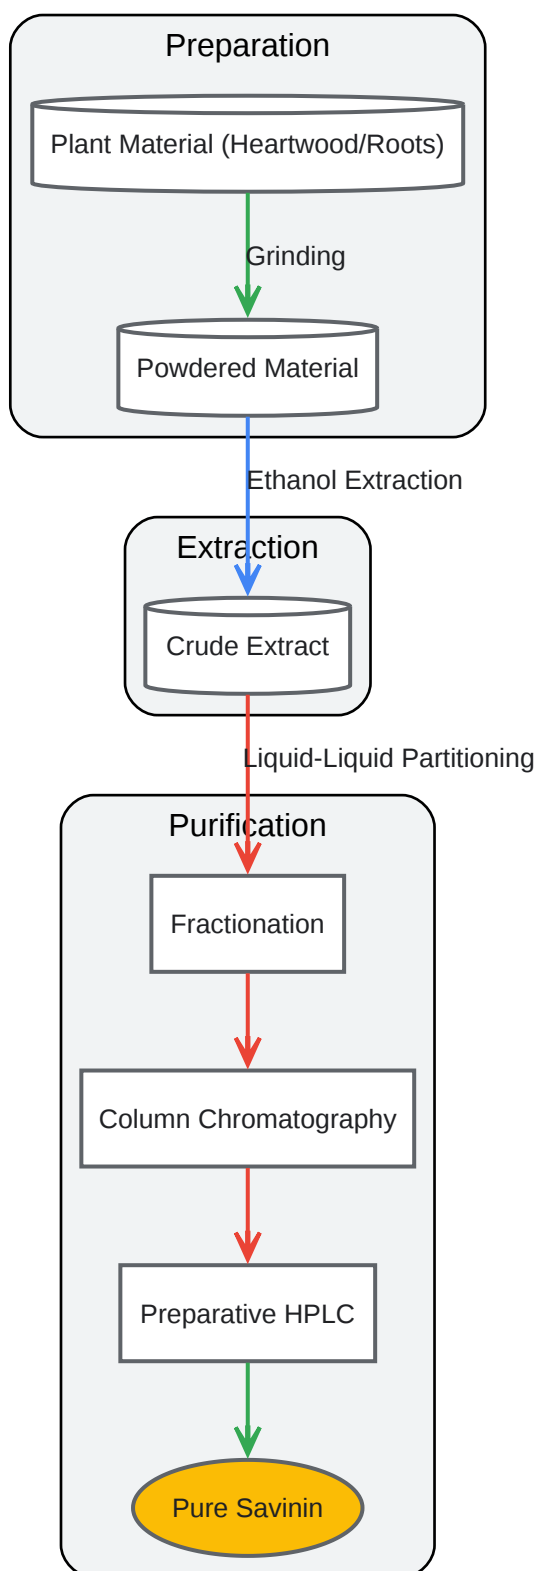 Preparation
Plant Material (Heartwood/Roots)
Grinding
Powdered Material
Ethanol Extraction
Extraction
Crude Extract
Liquid-Liquid Partitioning
Purification
Fractionation
Column Chromatography
Preparative HPLC
Pure Savinin